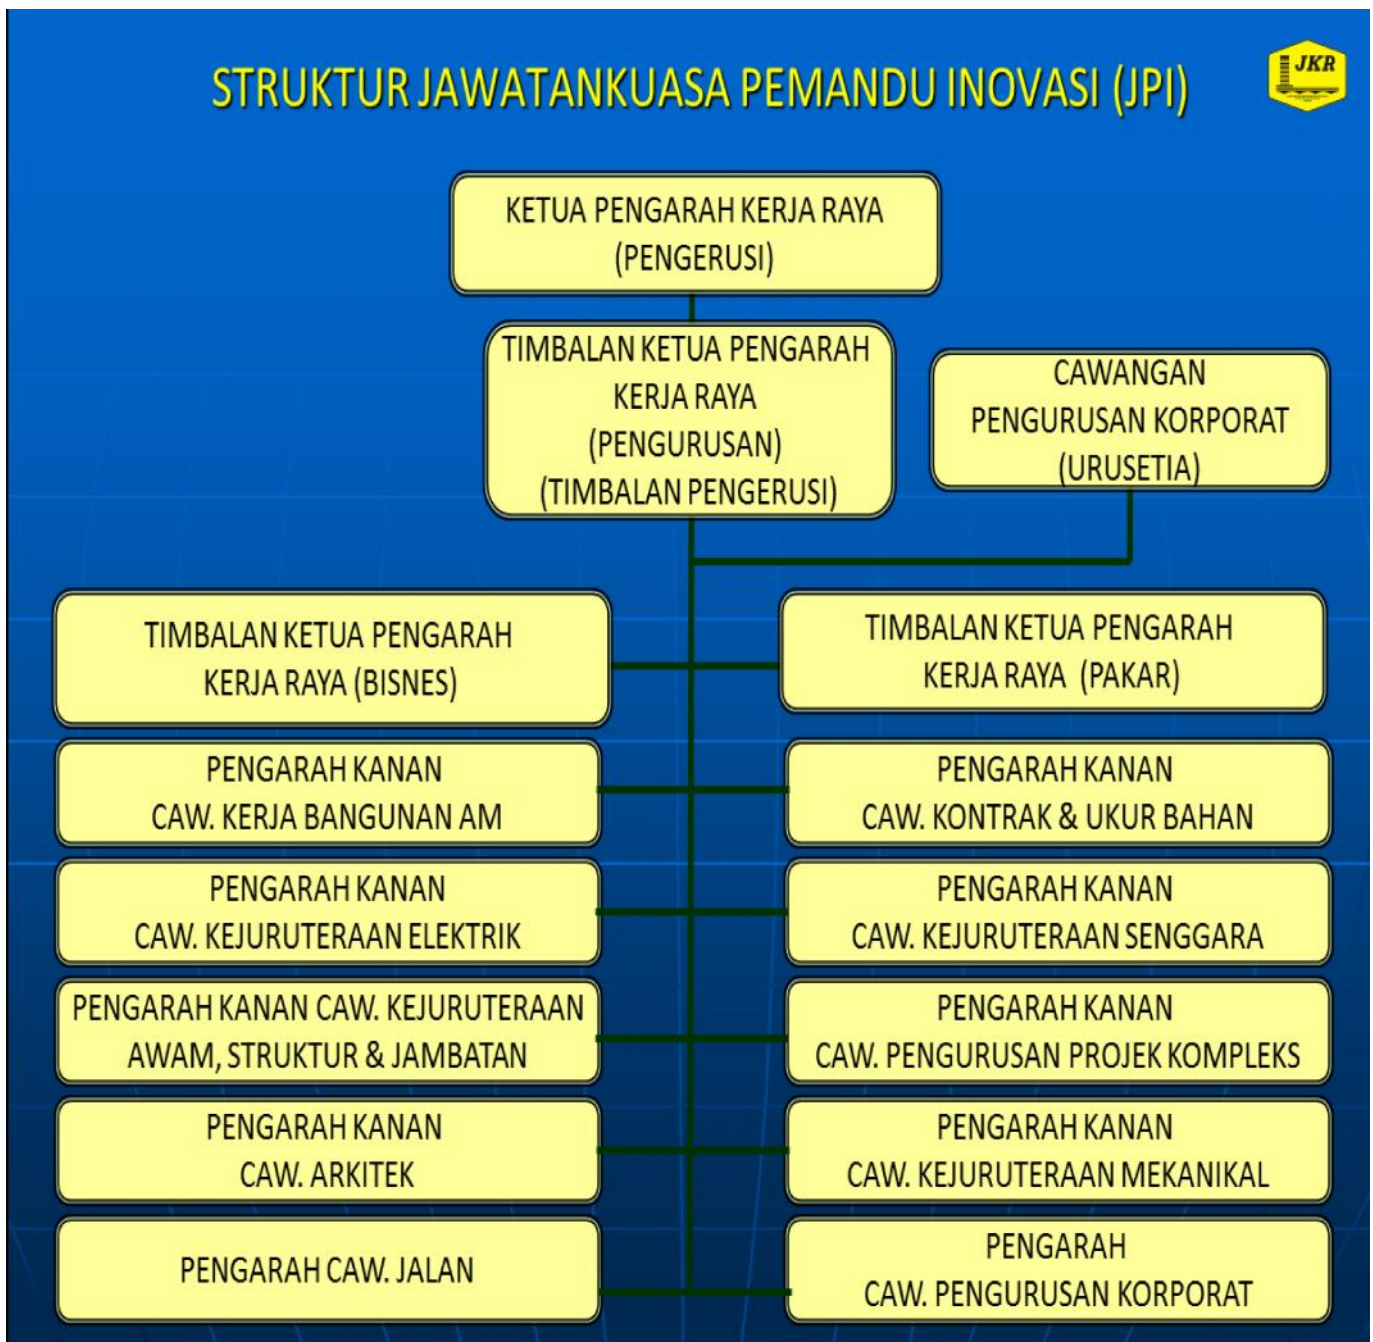 STRUKTUR JAWATANKUASA PEMANDU INOVASI (JPI)
JKR
KETUA PENGARAH KERJA RAYA
(PENGERUSI)
TIMBALAN KETUA PENGARAH
KERJA RAYA
(PENGURUSAN)
(TIMBALAN PENGERUSI)
CAWANGAN
PENGURUSAN KORPORAT
(URUSETIA)
TIMBALAN KETUA PENGARAH
KERJA RAYA (BISNES)
TIMBALAN KETUA PENGARAH
KERJA RAYA (PAKAR)
PENGARAH KANAN
CAW. KERJA BANGUNAN AM
PENGARAH KANAN
CAW. KONTRAK & UKUR BAHAN
PENGARAH KANAN
CAW. KEJURUTERAAN ELEKTRIK
PENGARAH KANAN
CAW. KEJURUTERAAN SENGGARA
PENGARAH KANAN CAW. KEJURUTERAAN
AWAM, STRUKTUR & JAMBATAN
PENGARAH KANAN
CAW. PENGURUSAN PROJEK KOMPLEKS
PENGARAH KANAN
CAW. ARKITEK
PENGARAH KANAN
CAW. KEJURUTERAAN MEKANIKAL
PENGARAH CAW. JALAN
PENGARAH
CAW. PENGURUSAN KORPORAT